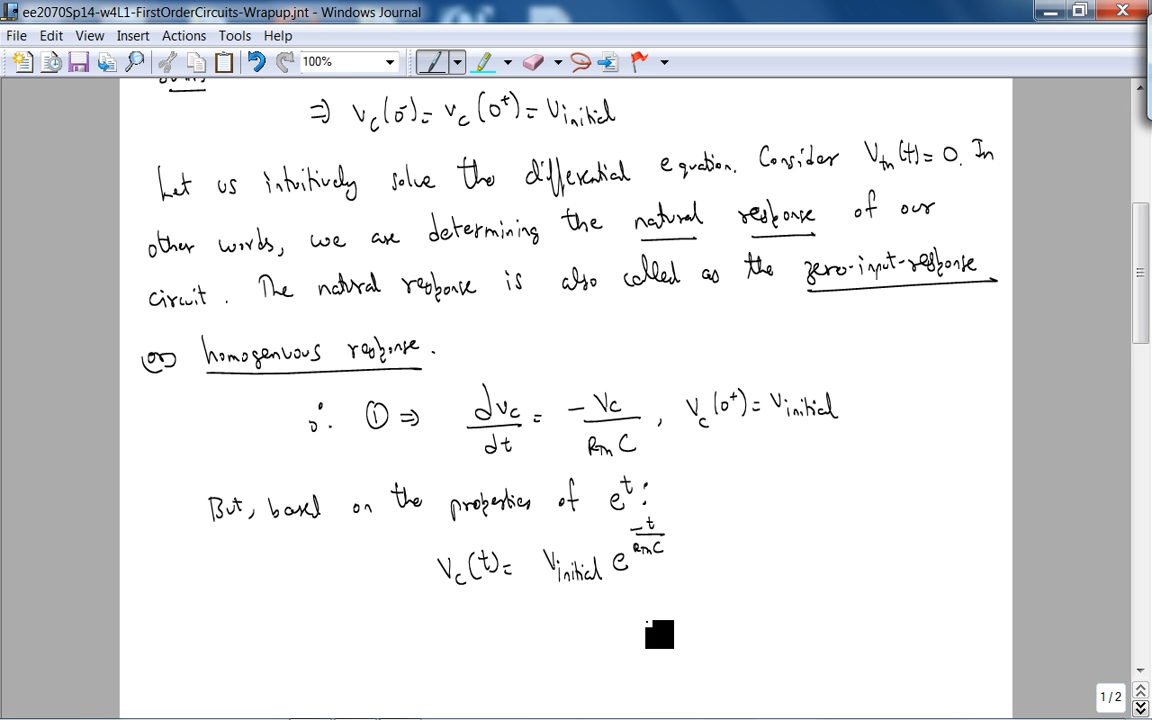 ee2070Sp14-w4L1-FirstOrderCircuits-Wrapup.jnt - Windows Journal
File Edit View Insert Actions Tools Help
100%
⇒ Vc(0⁻) = Vc(0⁺) = Vinitial
Let us intuitively solve the differential equation. Consider Vth(t) = 0. In
other words, we are determining the natural response of our
circuit. The natural response is also called as the zero-input-response
(or) homogenuous response.
∴ ① ⇒ dvc/dt = -Vc/RThC , Vc(0⁺) = Vinitial
But, based on the properties of e^t:
Vc(t) = Vinitial e^(-t/RThC)
1 / 2